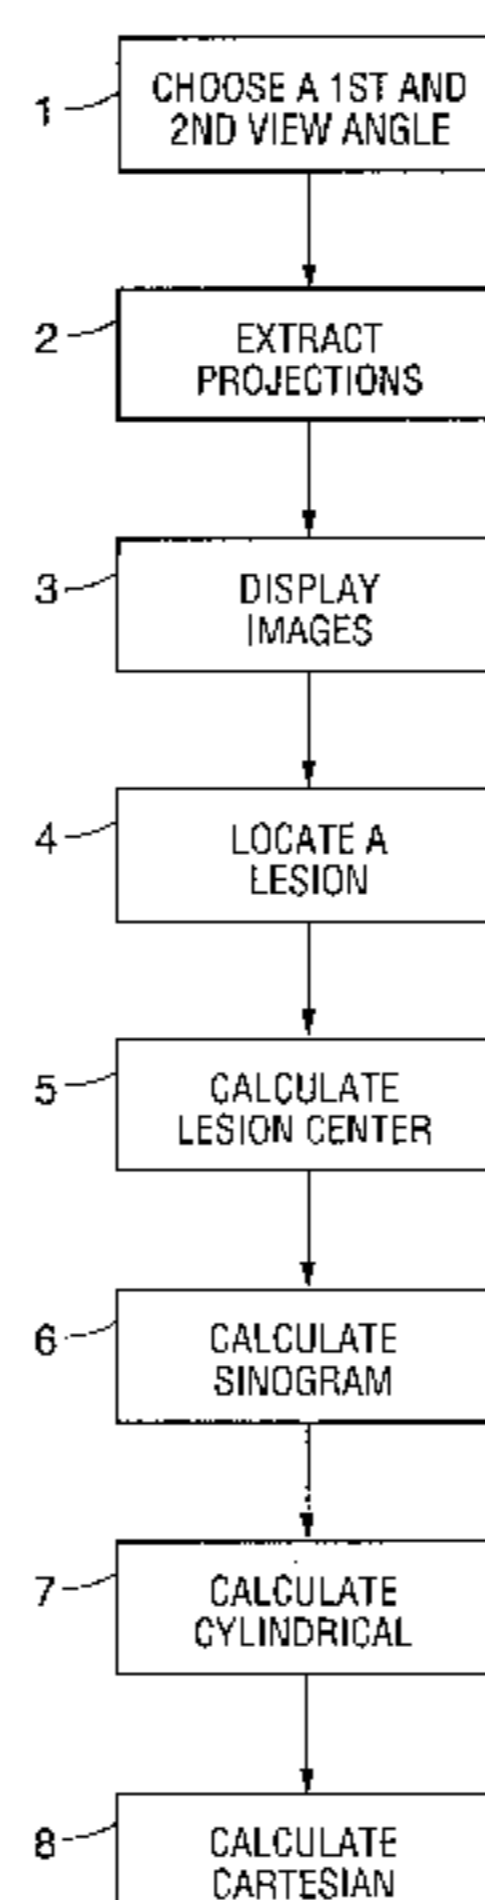 1
CHOOSE A 1ST AND
2ND VIEW ANGLE
2
EXTRACT
PROJECTIONS
3
DISPLAY
IMAGES
4
LOCATE A
LESION
5
CALCULATE
LESION CENTER
6
CALCULATE
SINOGRAM
7
CALCULATE
CYLINDRICAL
8
CALCULATE
CARTESIAN